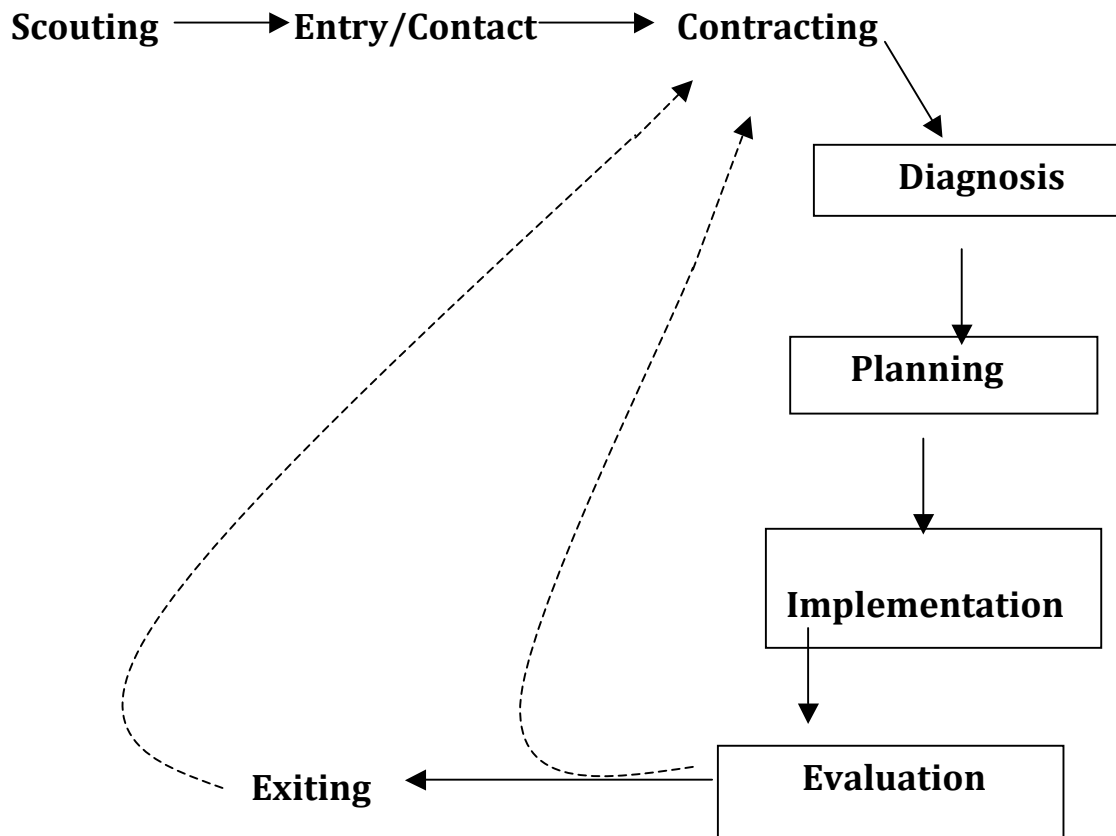 Scouting Entry/Contact Contracting
Diagnosis
Planning
Implementation
Evaluation
Exiting